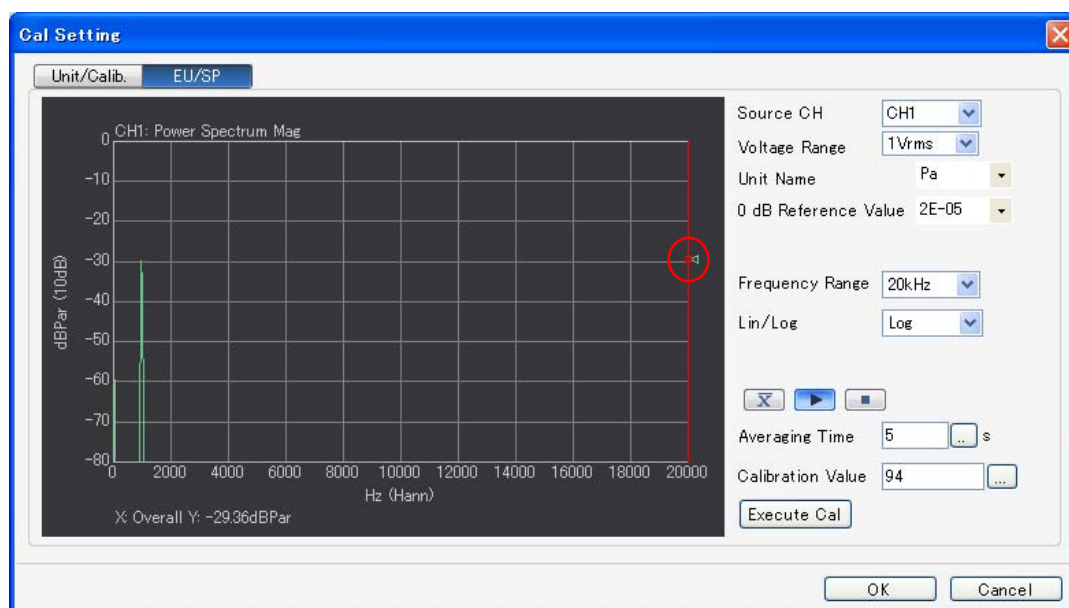 Cal Setting
Unit/Calib. EU/SP
CH1: Power Spectrum Mag
0
-10
-20
-30
-40
-50
-60
-70
-80
dBPar (10dB)
0 2000 4000 6000 8000 10000 12000 14000 16000 18000 20000
Hz (Hann)
X: Overall Y: -29.36dBPar
Source CH CH1
Voltage Range 1Vrms
Unit Name Pa
0 dB Reference Value 2E-05
Frequency Range 20kHz
Lin/Log Log
X
Averaging Time 5 .. s
Calibration Value 94 ...
Execute Cal
OK Cancel